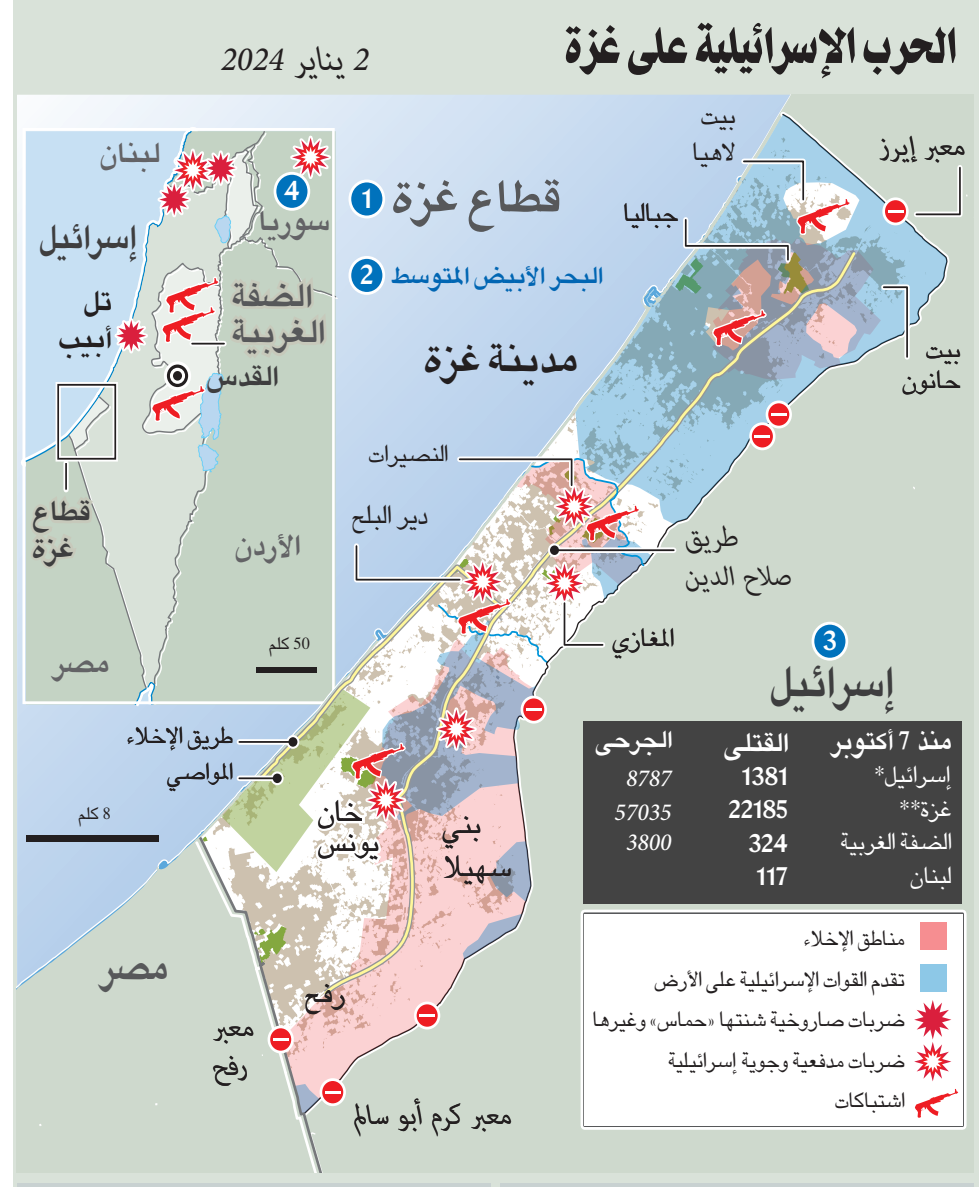 الحرب الإسرائيلية على غزة
2 يناير 2024
لبنان
4
سوريا
إسرائيل
الضفة
الغربية
تل
أبيب
القدس
قطاع
غزة
الأردن
50 كلم
مصر
1 قطاع غزة
2 البحر الأبيض المتوسط
بيت
لاهيا
معبر إيرز
جباليا
مدينة غزة
بيت
حانون
النصيرات
دير البلح
طريق
صلاح الدين
المغازي
3
إسرائيل
طريق الإخلاء
المواصي
8 كلم
خان
يونس
بني
سهيلا
مصر
رفح
معبر
رفح
معبر كرم أبو سالم
منذ 7 أكتوبر القتلى الجرحى
إسرائيل* 1381 8787
غزة** 22185 57035
الضفة الغربية 324 3800
لبنان 117
مناطق الإخلاء
تقدم القوات الإسرائيلية على الأرض
ضربات صاروخية شنتها «حماس» وغيرها
ضربات مدفعية وجوية إسرائيلية
اشتباكات